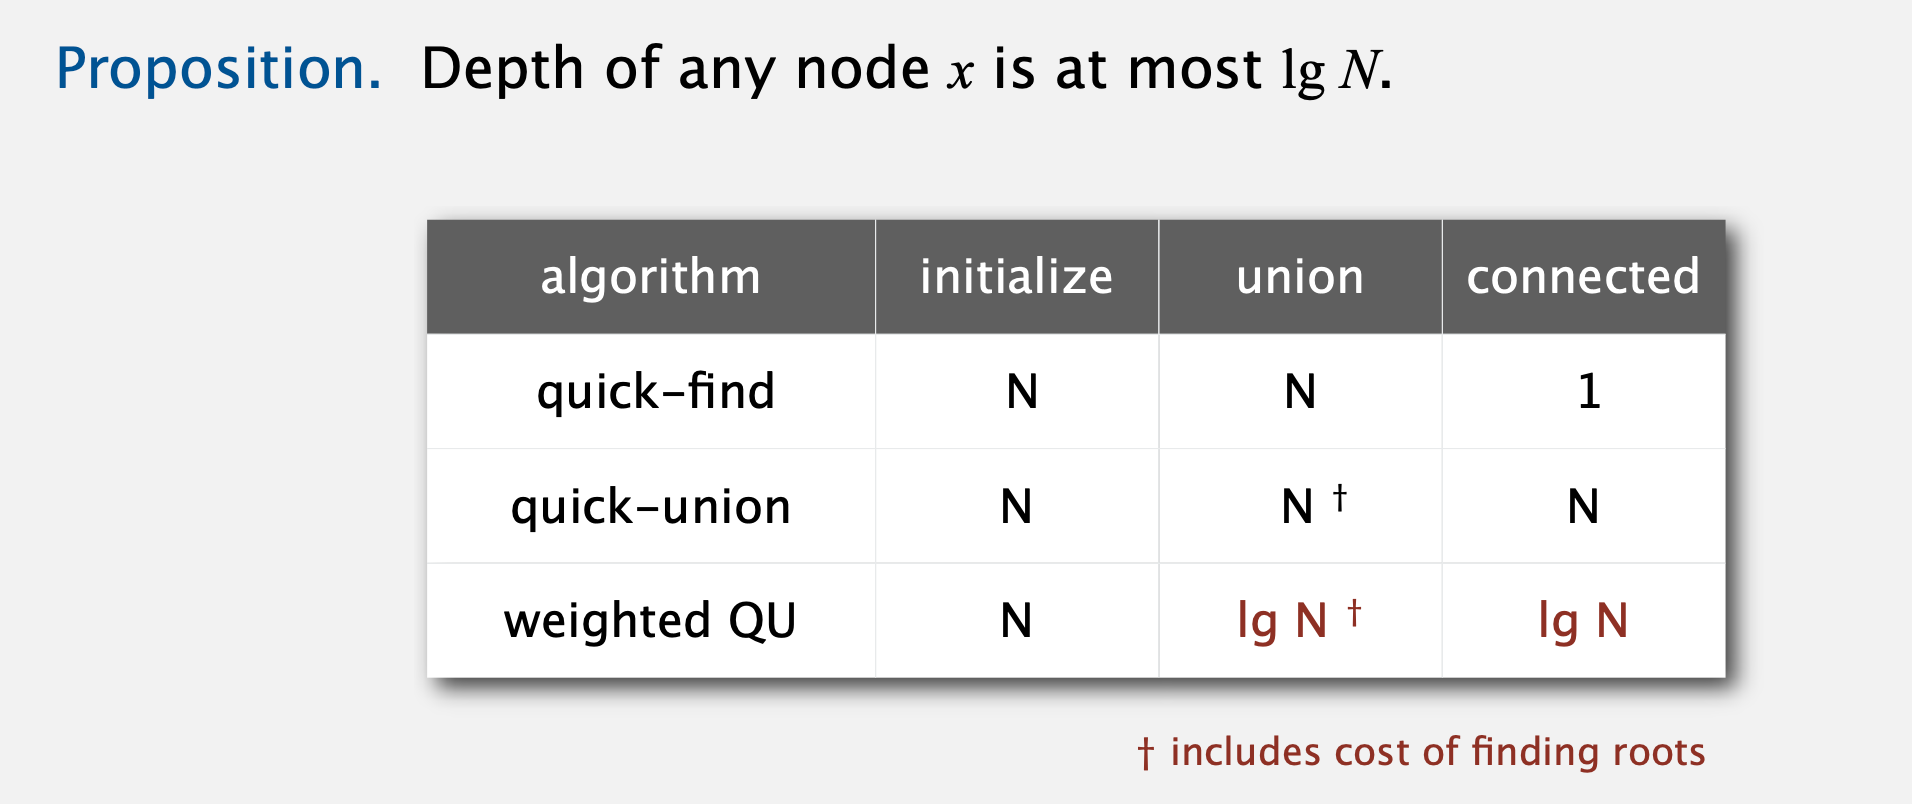 Proposition. Depth of any node x is at most lg N.
algorithm initialize union connected
quick-find N N 1
quick-union N N † N
weighted QU N lg N † lg N
† includes cost of finding roots